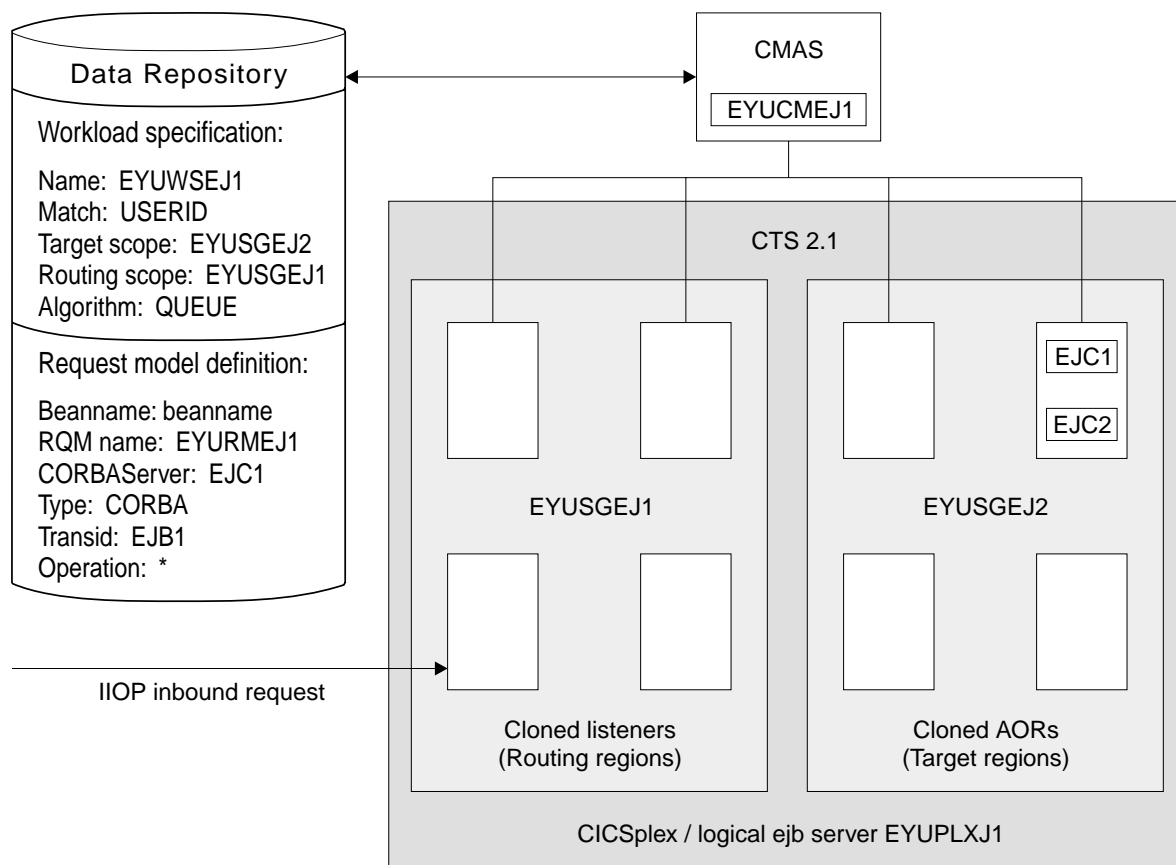 Data Repository
Workload specification:
Name: EYUWSEJ1
Match: USERID
Target scope: EYUSGEJ2
Routing scope: EYUSGEJ1
Algorithm: QUEUE
Request model definition:
Beanname: beanname
RQM name: EYURMEJ1
CORBAServer: EJC1
Type: CORBA
Transid: EJB1
Operation: *
IIOP inbound request
CMAS
EYUCMEJ1
CTS 2.1
EJC1
EJC2
EYUSGEJ1
EYUSGEJ2
Cloned listeners
(Routing regions)
Cloned AORs
(Target regions)
CICSplex / logical ejb server EYUPLXJ1